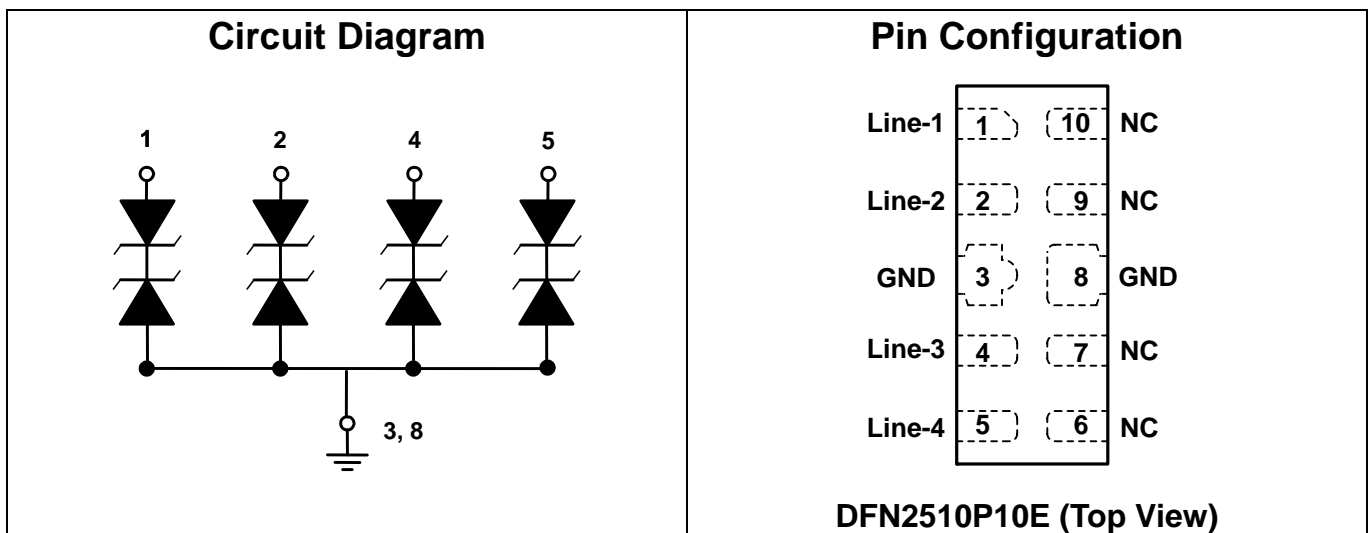 Circuit Diagram
1 2 4 5
3, 8
Pin Configuration
Line-1 1 10 NC
Line-2 2 9 NC
GND 3 8 GND
Line-3 4 7 NC
Line-4 5 6 NC
DFN2510P10E (Top View)